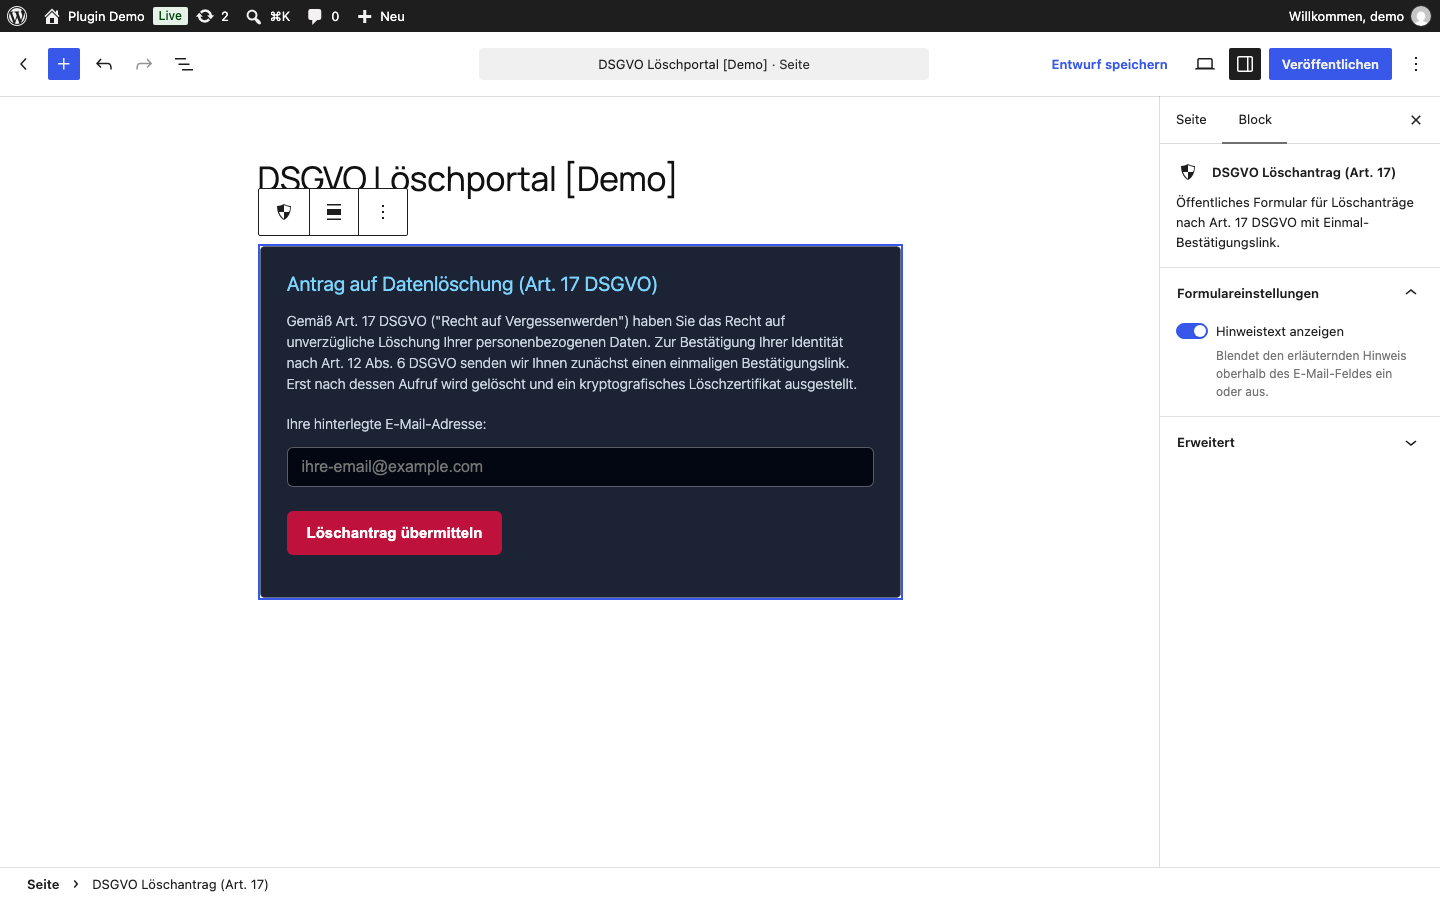 Plugin Demo Live 2 ⌘K 0 Neu
Willkommen, demo
DSGVO Löschportal [Demo] · Seite
Entwurf speichern
Veröffentlichen
DSGVO Löschportal [Demo]
Antrag auf Datenlöschung (Art. 17 DSGVO)
Gemäß Art. 17 DSGVO ("Recht auf Vergessenwerden") haben Sie das Recht auf
unverzügliche Löschung Ihrer personenbezogenen Daten. Zur Bestätigung Ihrer Identität
nach Art. 12 Abs. 6 DSGVO senden wir Ihnen zunächst einen einmaligen Bestätigungslink.
Erst nach dessen Aufruf wird gelöscht und ein kryptografisches Löschzertifikat ausgestellt.
Ihre hinterlegte E-Mail-Adresse:
ihre-email@example.com
Löschantrag übermitteln
Seite Block
DSGVO Löschantrag (Art. 17)
Öffentliches Formular für Löschanträge
nach Art. 17 DSGVO mit Einmal-
Bestätigungslink.
Formulareinstellungen
Hinweistext anzeigen
Blendet den erläuternden Hinweis
oberhalb des E-Mail-Feldes ein
oder aus.
Erweitert
Seite › DSGVO Löschantrag (Art. 17)